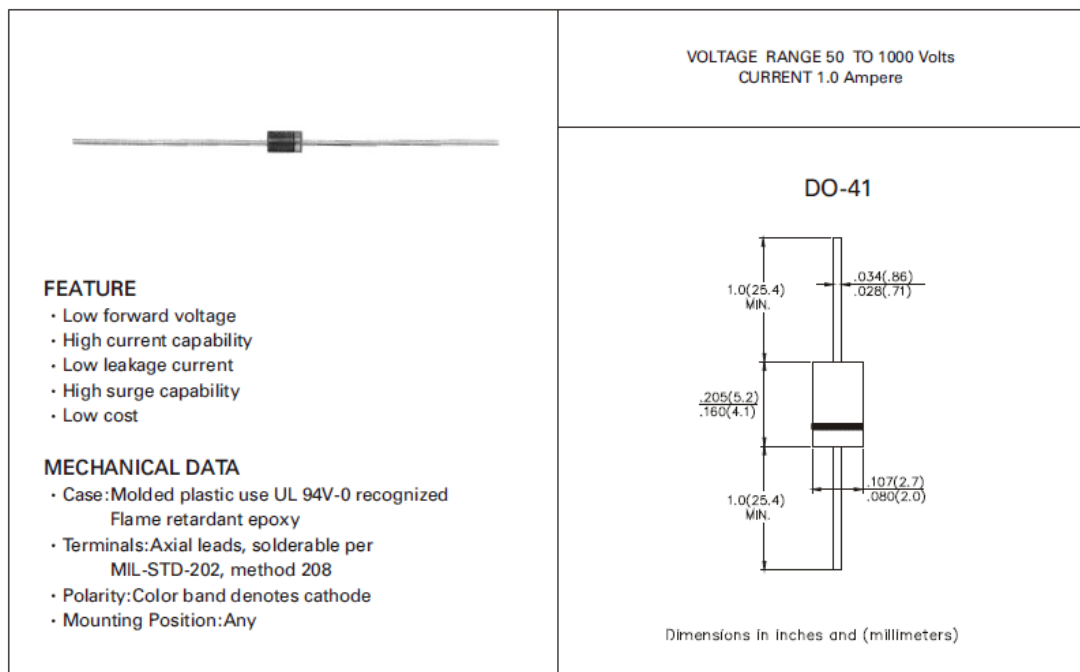 VOLTAGE RANGE 50 TO 1000 Volts
CURRENT 1.0 Ampere
FEATURE
· Low forward voltage
· High current capability
· Low leakage current
· High surge capability
· Low cost
MECHANICAL DATA
· Case:Molded plastic use UL 94V-0 recognized
Flame retardant epoxy
· Terminals:Axial leads, solderable per
MIL-STD-202, method 208
· Polarity:Color band denotes cathode
· Mounting Position:Any
DO-41
1.0(25.4)
MIN.
.034(.86)
.028(.71)
.205(5.2)
.160(4.1)
1.0(25.4)
MIN.
.107(2.7)
.080(2.0)
Dimensions in inches and (millimeters)